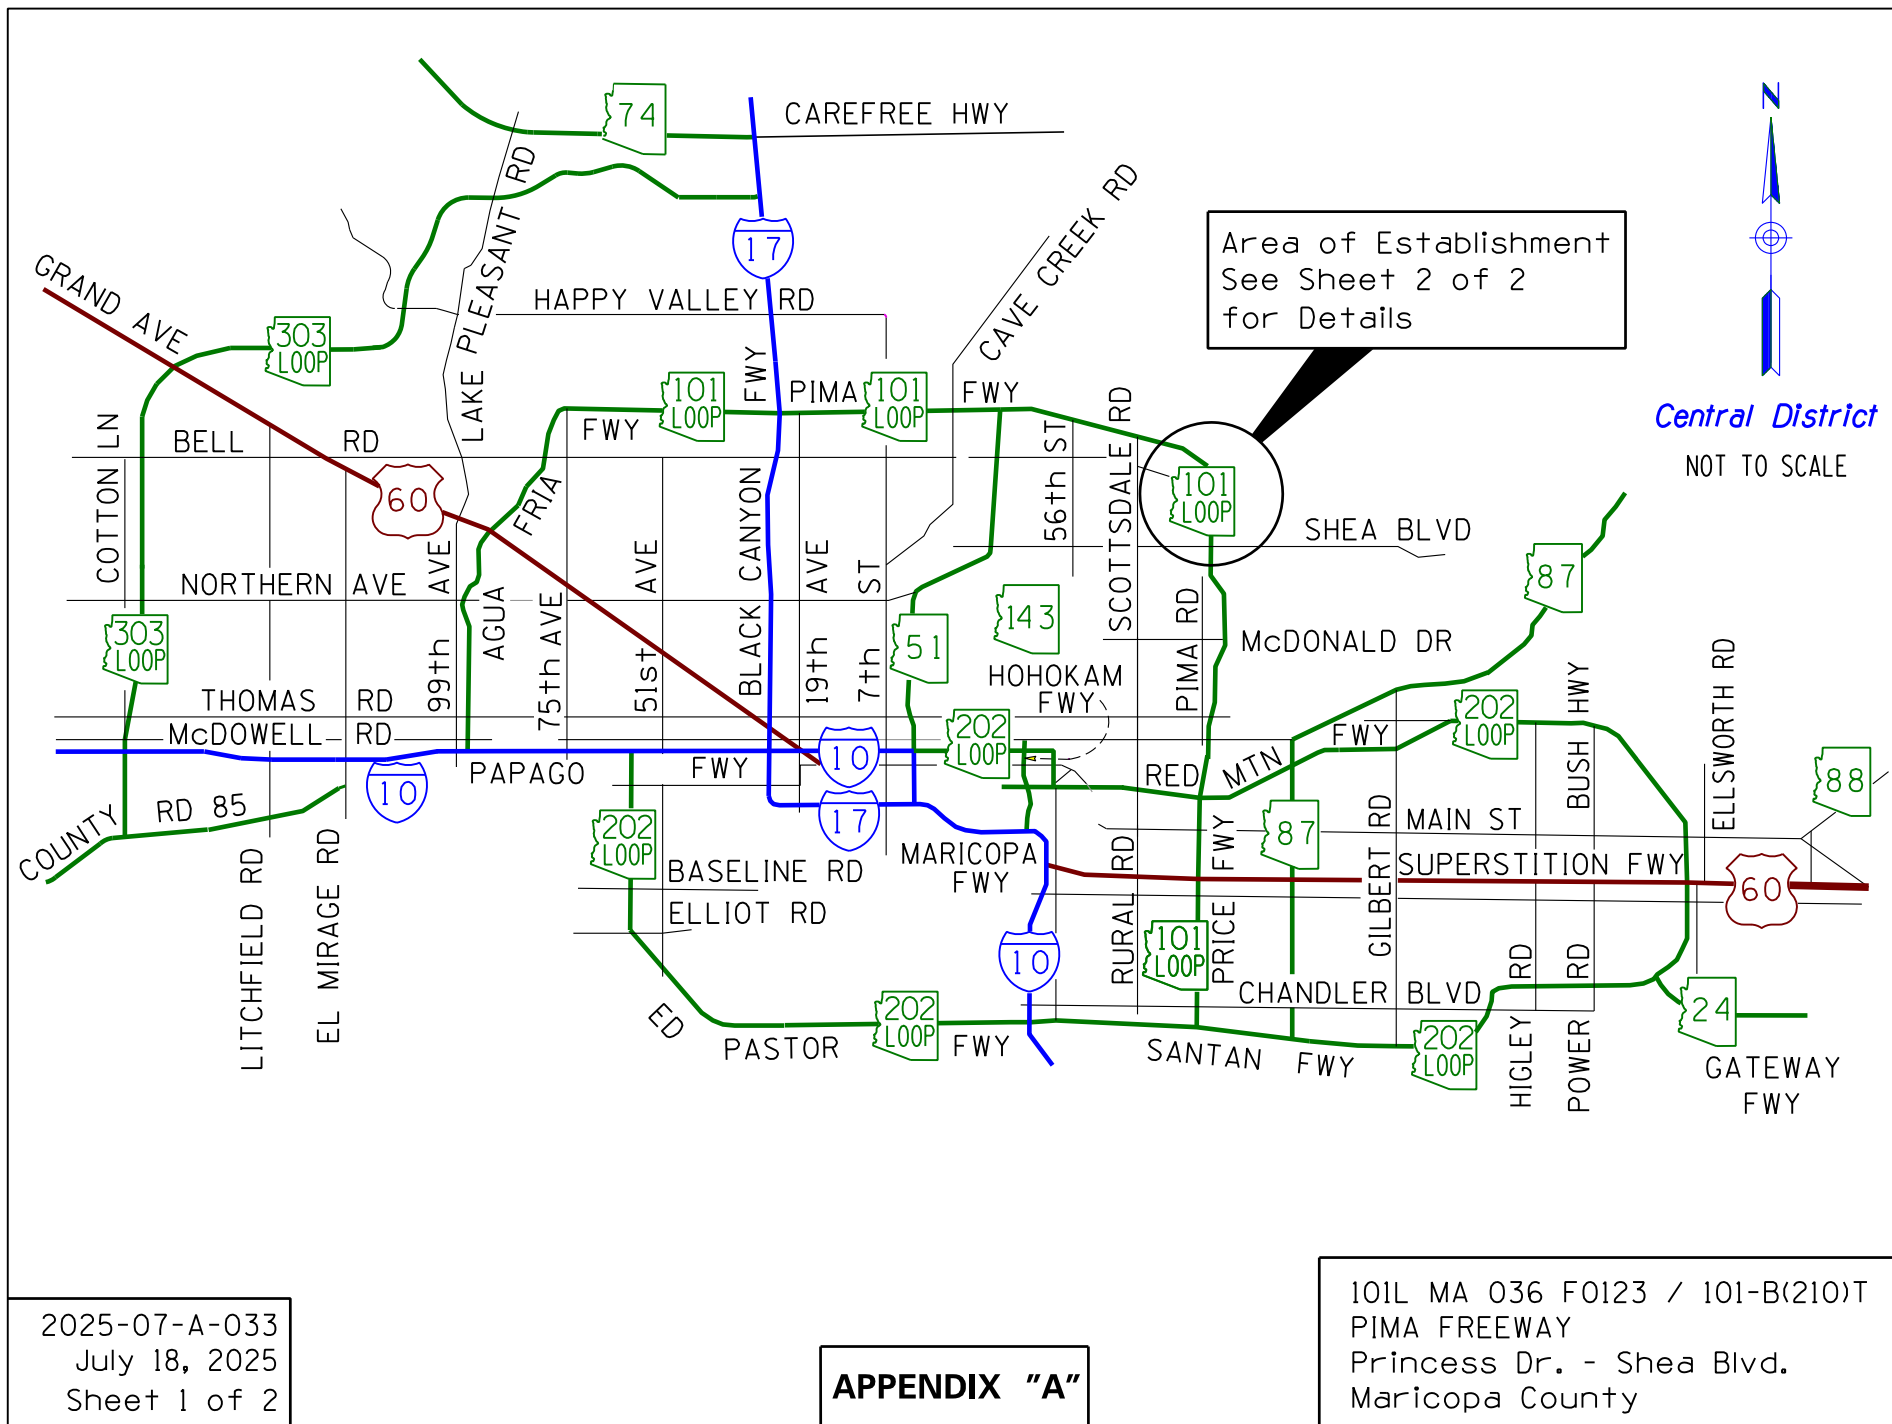 74
CAREFREE HWY
N
LAKE PLEASANT RD
CAVE CREEK RD
17
Area of Establishment
See Sheet 2 of 2
for Details
GRAND AVE
HAPPY VALLEY RD
303
LOOP
Central District
NOT TO SCALE
101
LOOP
FWY
PIMA
101
LOOP
FWY
FWY
COTTON LN
BELL RD
60
AGUA FRIA
BLACK CANYON
56th ST
SCOTTSDALE RD
101
LOOP
SHEA BLVD
87
NORTHERN AVE
99th AVE
75th AVE
51st AVE
19th AVE
7th ST
143
51
303
LOOP
PIMA RD
McDONALD DR
HOHOKAM
FWY
THOMAS RD
McDOWELL RD
202
LOOP
202
LOOP
FWY
BUSH HWY
ELLSWORTH RD
10
PAPAGO
FWY
10
RED MTN
88
COUNTY RD 85
17
202
LOOP
87
MAIN ST
MARICOPA
FWY
SUPERSTITION FWY
60
BASELINE RD
ELLIOT RD
LITCHFIELD RD
EL MIRAGE RD
10
RURAL RD
101
LOOP
PRICE FWY
GILBERT RD
CHANDLER BLVD
HIGLEY RD
POWER RD
24
ED
PASTOR
202
LOOP
FWY
SANTAN
FWY
202
LOOP
GATEWAY
FWY
2025-07-A-033
July 18, 2025
Sheet 1 of 2
APPENDIX "A"
101L MA 036 F0123 / 101-B(210)T
PIMA FREEWAY
Princess Dr. - Shea Blvd.
Maricopa County